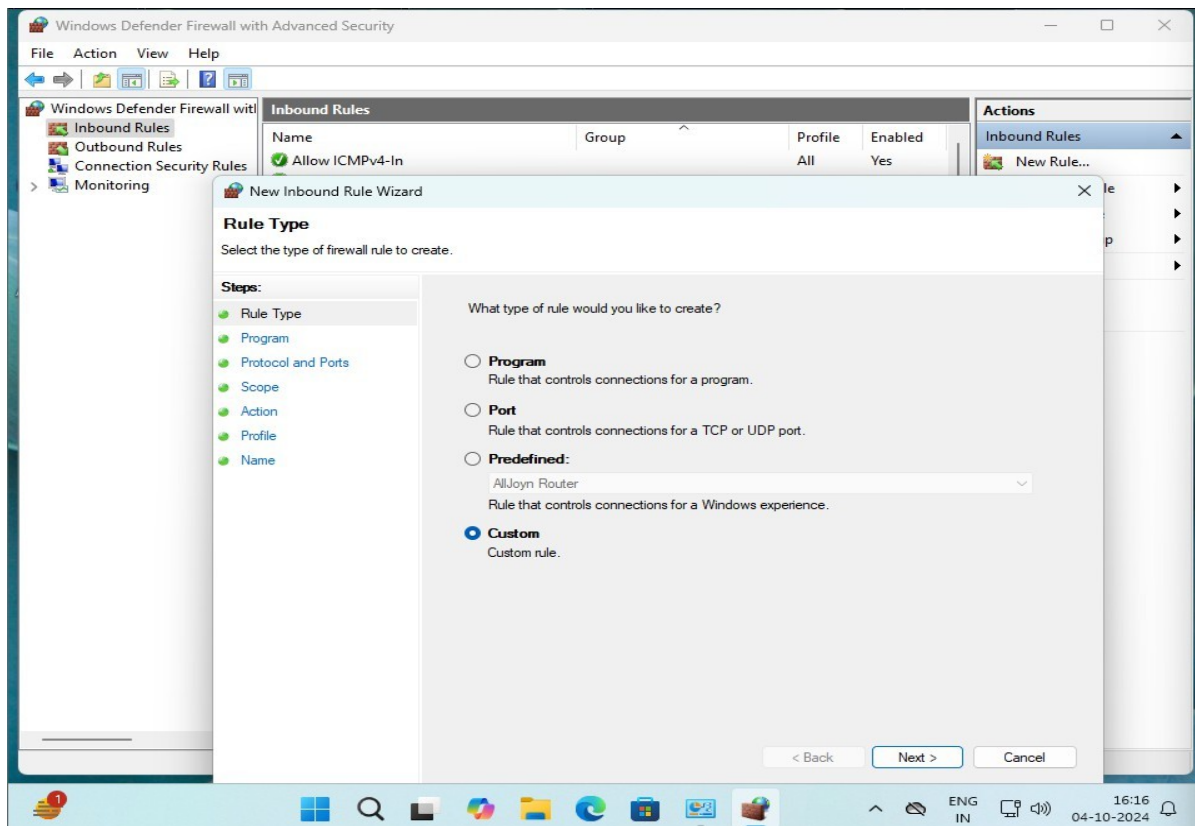 Windows Defender Firewall with Advanced Security
File Action View Help
Windows Defender Firewall witl
Inbound Rules
Outbound Rules
Connection Security Rules
Monitoring
Inbound Rules
Name Group Profile Enabled
Allow ICMPv4-In All Yes
Actions
Inbound Rules
New Rule...
le
p
New Inbound Rule Wizard
Rule Type
Select the type of firewall rule to create.
Steps:
Rule Type
Program
Protocol and Ports
Scope
Action
Profile
Name
What type of rule would you like to create?
Program
Rule that controls connections for a program.
Port
Rule that controls connections for a TCP or UDP port.
Predefined:
AllJoyn Router
Rule that controls connections for a Windows experience.
Custom
Custom rule.
< Back Next > Cancel
1
ENG
IN
16:16
04-10-2024